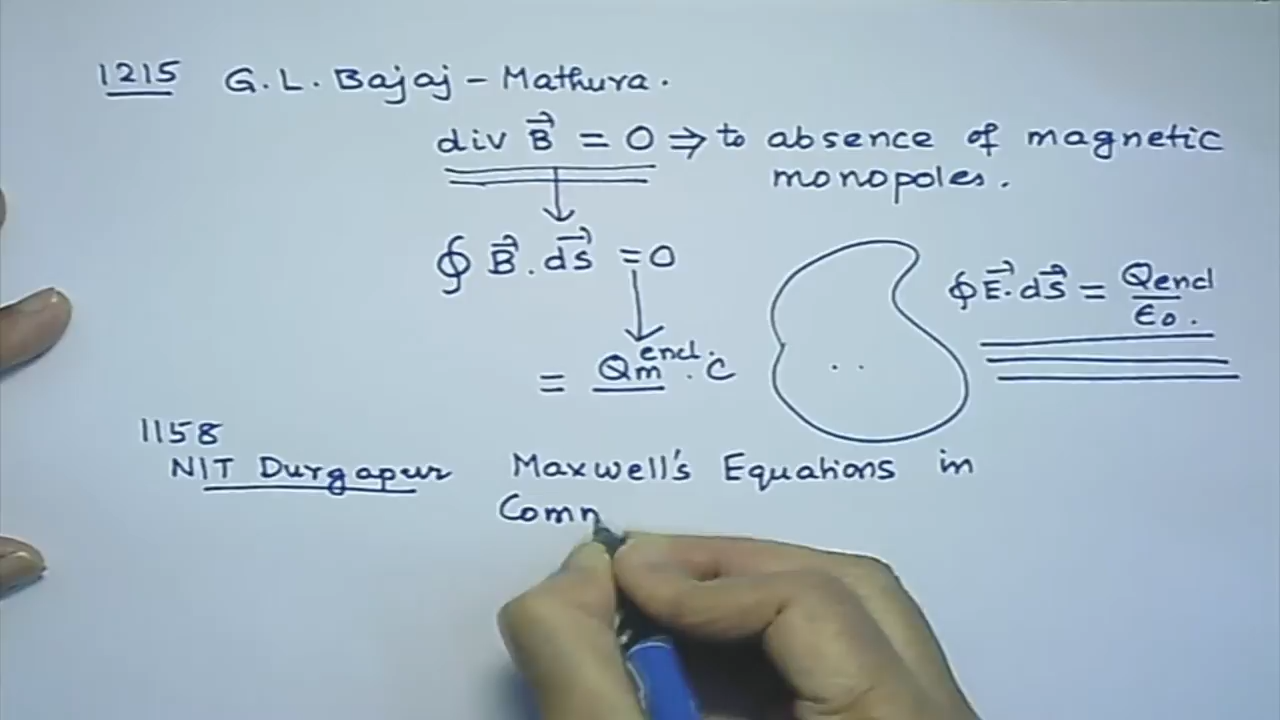 1215 G.L. Bajaj - Mathura.
div B⃗ = 0 ⇒ to absence of magnetic
monopoles.
∮ B⃗ . ds⃗ = 0
∮ E⃗ . ds⃗ = Qencl / ϵ0 .
= Qm^encl . C
1158
NIT Durgapur Maxwell's Equations in
Comm